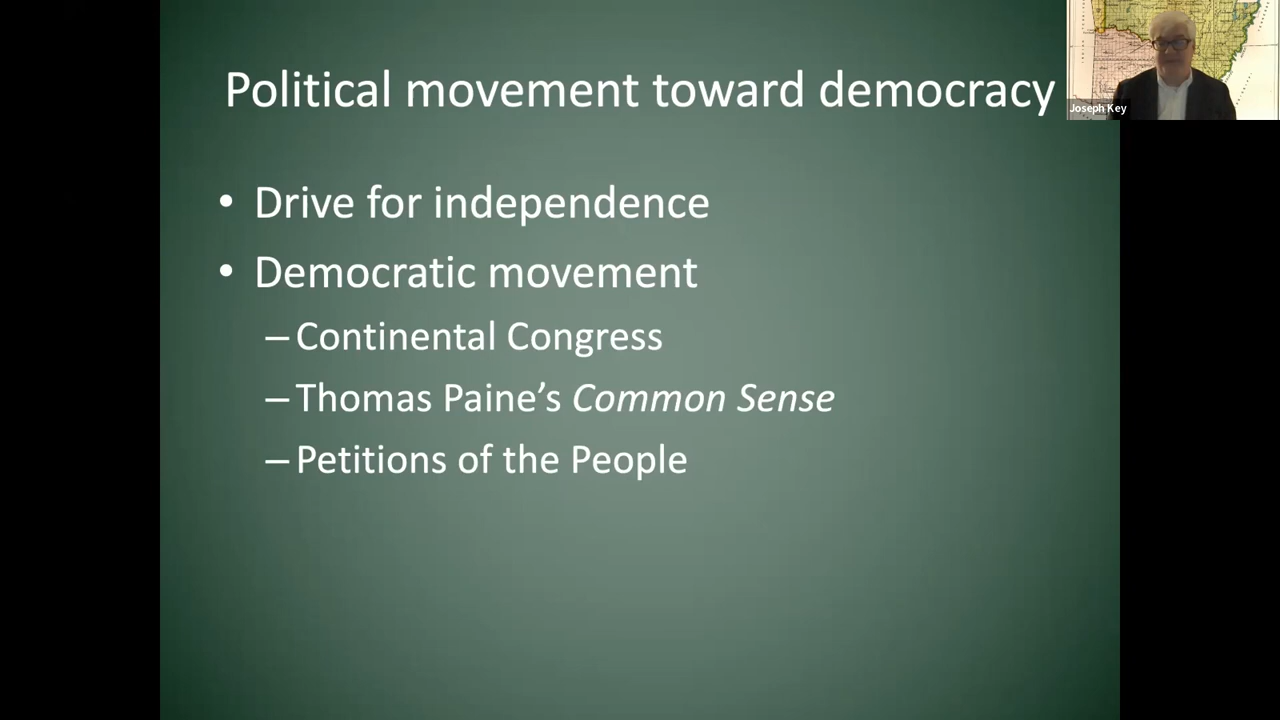 Political movement toward democracy
Joseph Key
• Drive for independence
• Democratic movement
– Continental Congress
– Thomas Paine’s Common Sense
– Petitions of the People